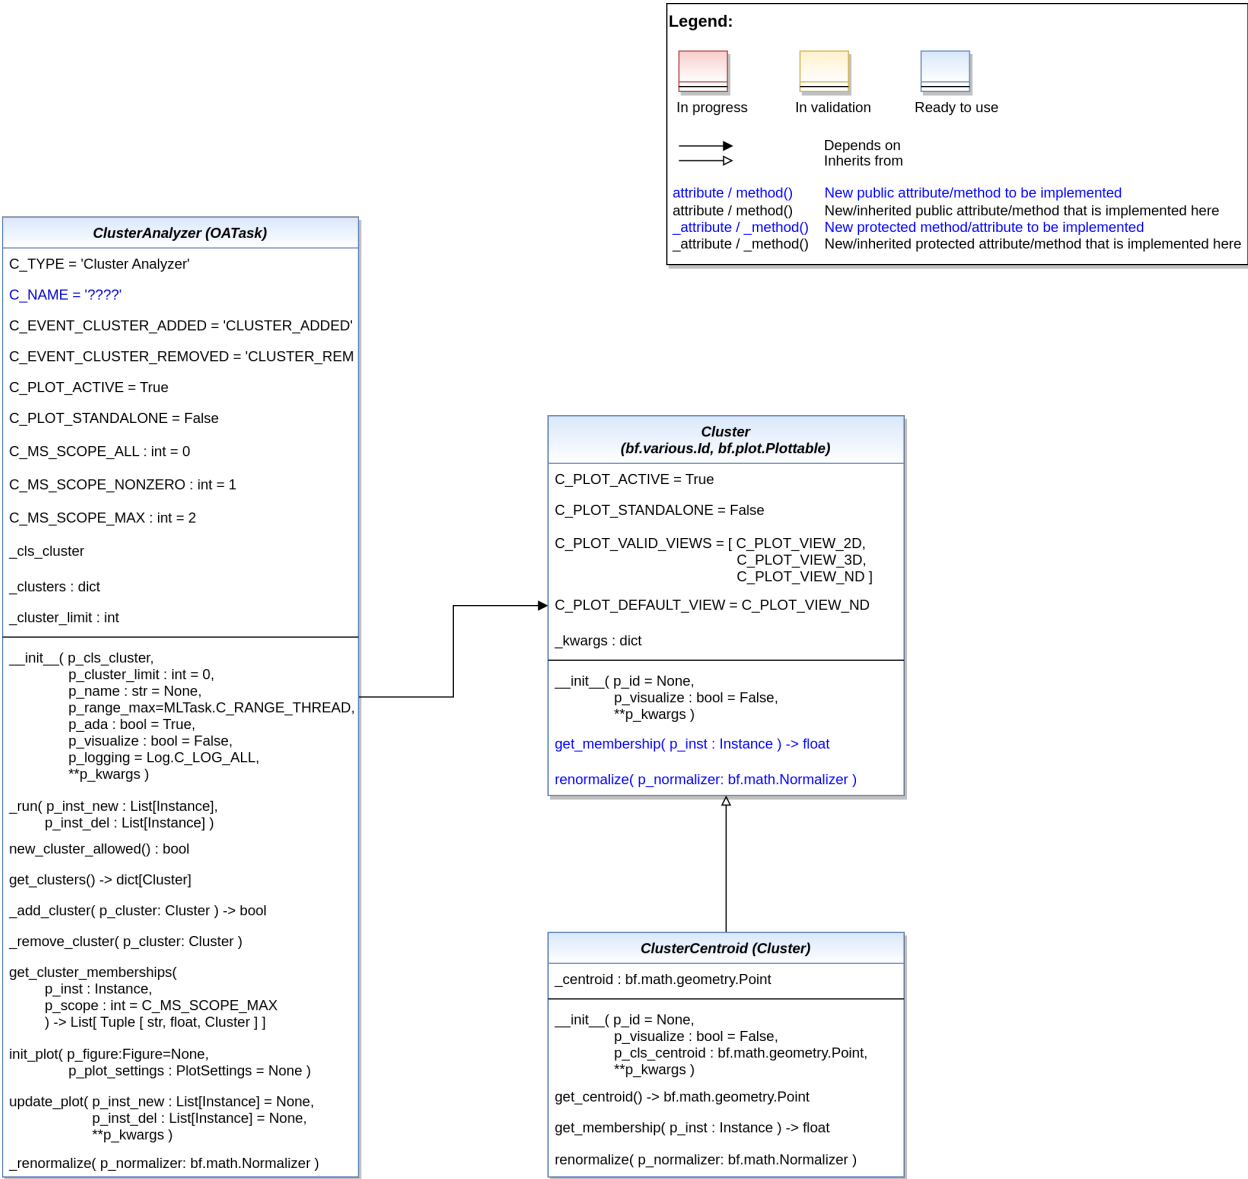 Legend:
In progress
In validation
Ready to use
Depends on
Inherits from
attribute / method() New public attribute/method to be implemented
attribute / method() New/inherited public attribute/method that is implemented here
_attribute / _method() New protected method/attribute to be implemented
_attribute / _method() New/inherited protected attribute/method that is implemented here
ClusterAnalyzer (OATask)
C_TYPE = 'Cluster Analyzer'
C_NAME = '????'
C_EVENT_CLUSTER_ADDED = 'CLUSTER_ADDED'
C_EVENT_CLUSTER_REMOVED = 'CLUSTER_REM
C_PLOT_ACTIVE = True
C_PLOT_STANDALONE = False
C_MS_SCOPE_ALL : int = 0
C_MS_SCOPE_NONZERO : int = 1
C_MS_SCOPE_MAX : int = 2
_cls_cluster
_clusters : dict
_cluster_limit : int
__init__( p_cls_cluster,
p_cluster_limit : int = 0,
p_name : str = None,
p_range_max=MLTask.C_RANGE_THREAD,
p_ada : bool = True,
p_visualize : bool = False,
p_logging = Log.C_LOG_ALL,
**p_kwargs )
_run( p_inst_new : List[Instance],
p_inst_del : List[Instance] )
new_cluster_allowed() : bool
get_clusters() -> dict[Cluster]
_add_cluster( p_cluster: Cluster ) -> bool
_remove_cluster( p_cluster: Cluster )
get_cluster_memberships(
p_inst : Instance,
p_scope : int = C_MS_SCOPE_MAX
) -> List[ Tuple [ str, float, Cluster ] ]
init_plot( p_figure:Figure=None,
p_plot_settings : PlotSettings = None )
update_plot( p_inst_new : List[Instance] = None,
p_inst_del : List[Instance] = None,
**p_kwargs )
_renormalize( p_normalizer: bf.math.Normalizer )
Cluster
(bf.various.Id, bf.plot.Plottable)
C_PLOT_ACTIVE = True
C_PLOT_STANDALONE = False
C_PLOT_VALID_VIEWS = [ C_PLOT_VIEW_2D,
C_PLOT_VIEW_3D,
C_PLOT_VIEW_ND ]
C_PLOT_DEFAULT_VIEW = C_PLOT_VIEW_ND
_kwargs : dict
__init__( p_id = None,
p_visualize : bool = False,
**p_kwargs )
get_membership( p_inst : Instance ) -> float
renormalize( p_normalizer: bf.math.Normalizer )
ClusterCentroid (Cluster)
_centroid : bf.math.geometry.Point
__init__( p_id = None,
p_visualize : bool = False,
p_cls_centroid : bf.math.geometry.Point,
**p_kwargs )
get_centroid() -> bf.math.geometry.Point
get_membership( p_inst : Instance ) -> float
renormalize( p_normalizer: bf.math.Normalizer )